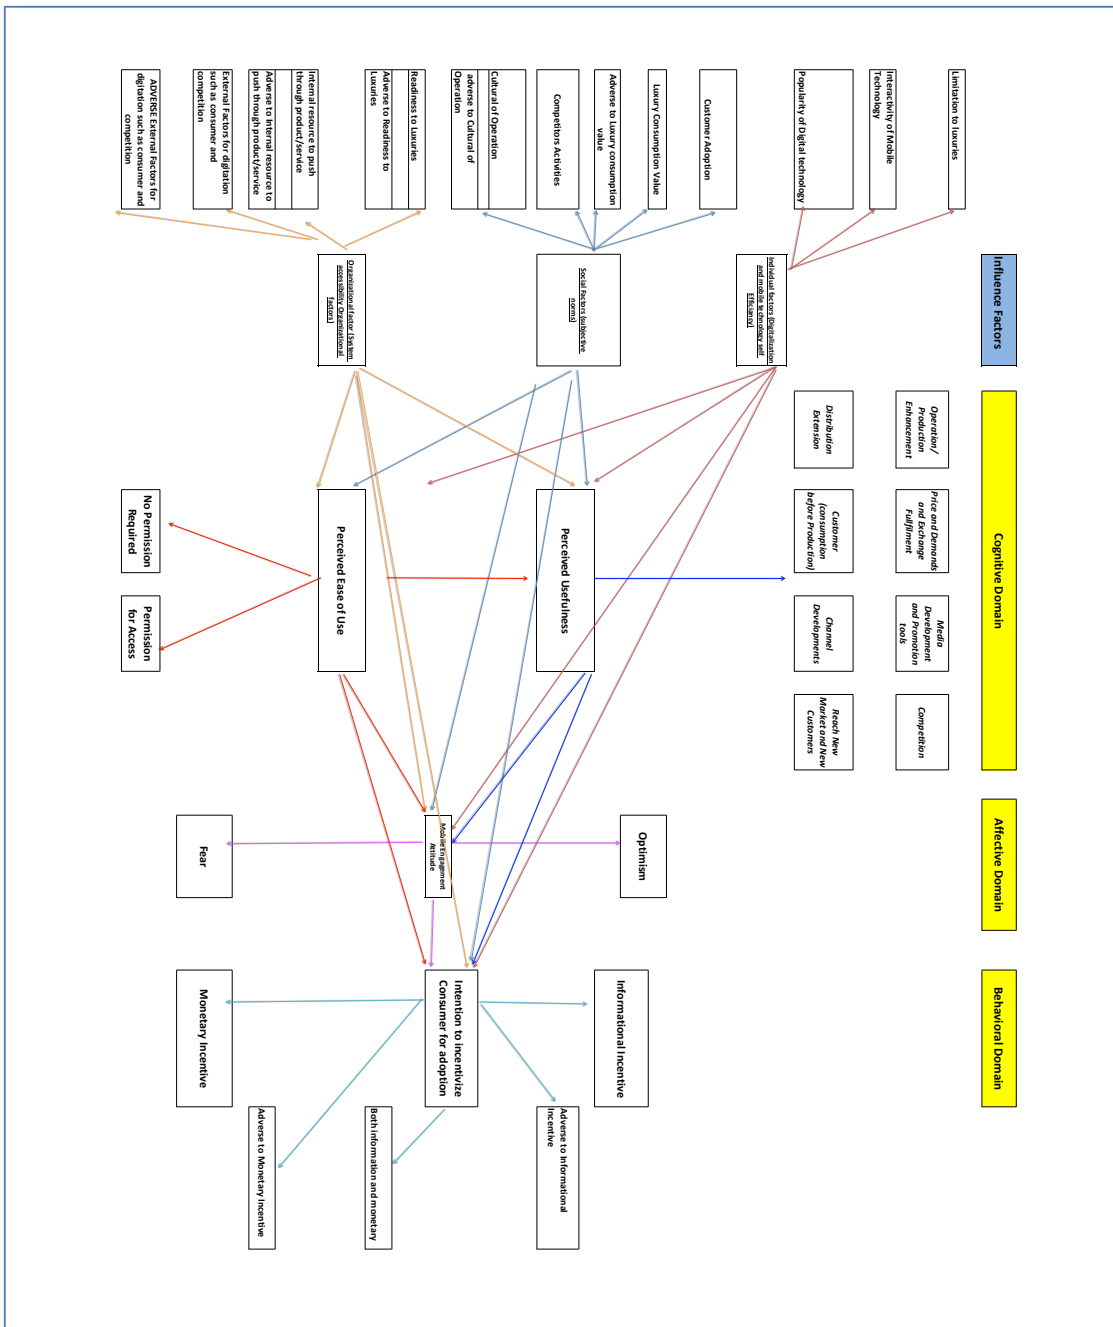 Influence Factors
Cognitive Domain
Affective Domain
Behavioral Domain
Limitation to luxuries
Interactivity of Mobile
Technology
Popularity of Digital technology
Customer Adoption
Luxury Consumption Value
Adverse to Luxury consumption
value
Competitors Activities
Cultural of Operation
adverse to Cultural of
Operation
Readiness to Luxuries
Adverse to Readiness to
Luxuries
Internal resource to push
through product/service
Adverse to Internal resource to
push through product/service
External Factors for digitation
such as consumer and
competition
ADVERSE External Factors for
digitation such as consumer and
competition
Individual factors (Digitalization
and mobile technology self
Efficiancy)
Social Factors (subjective
norms)
Organizational factor (System
accessibility Organizational
factors)
Operation/
Production
Enhancement
Price and Demands
and Exchange
Fullfilment
Media
Development
and Promotion
tools
Competition
Distribution
Extension
Customer
(consumption
before Production)
Channel
Developments
Reach New
Market and New
Customers
Perceived Usefulness
Perceived Ease of Use
No Permission
Required
Permission
for Access
Optimism
Mobile Engagement
Attitude
Fear
Informational Incentive
Intention to incentivize
Consumer for adoption
Monetary Incentive
Adverse to Informational
Incentive
Both information and monetary
Adverse to Monetary Incentive